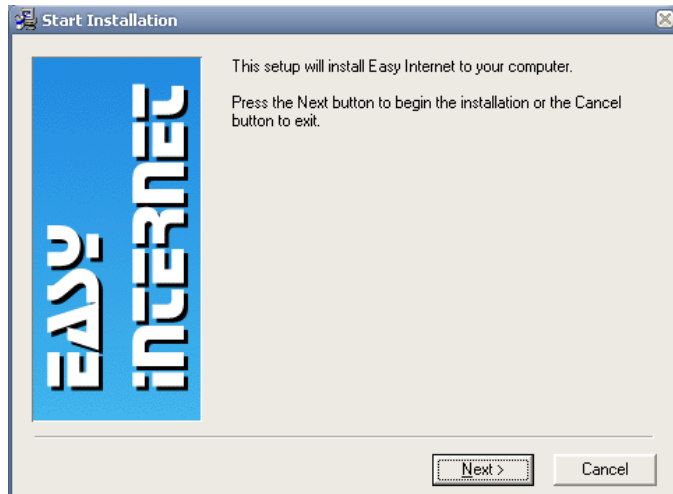 Start Installation
This setup will install Easy Internet to your computer.
Press the Next button to begin the installation or the Cancel
button to exit.
EASY
INTERNET
Next >
Cancel